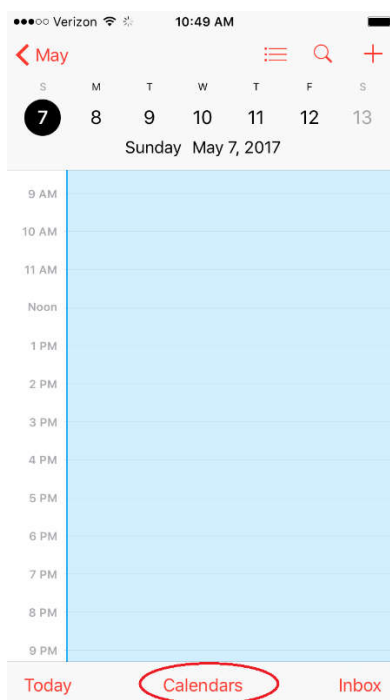 Verizon 10:49 AM
May
S M T W T F S
7 8 9 10 11 12 13
Sunday May 7, 2017
9 AM
10 AM
11 AM
Noon
1 PM
2 PM
3 PM
4 PM
5 PM
6 PM
7 PM
8 PM
9 PM
Today Calendars Inbox